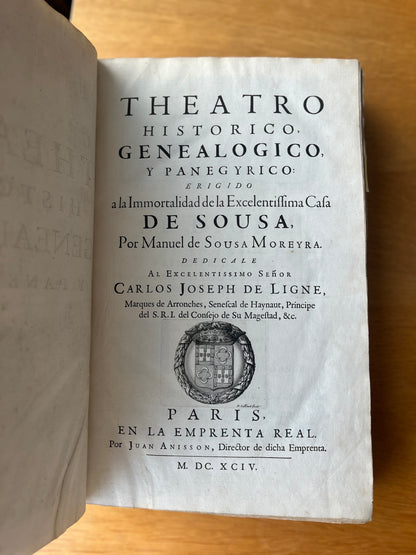 THEATRO
HISTORICO,
GENEALOGICO,
Y PANEGYRICO:
ERIGIDO
a la Immortalidad de la Excelentiſſima Caſa
DE SOUSA,
Por Manuel de Sousa Moreyra.
DEDICALE
Al Excelentissimo Señor
Carlos Joseph de Ligne,
Marques de Arronches, Seneſcal de Haynaut, Principe
del S. R. I. del Conſejo de Su Mageſtad, &c.
PARÍS,
EN LA EMPRENTA REAL.
Por Juan Anisson, Director de dicha Emprenta.
M. DC. XCIV.